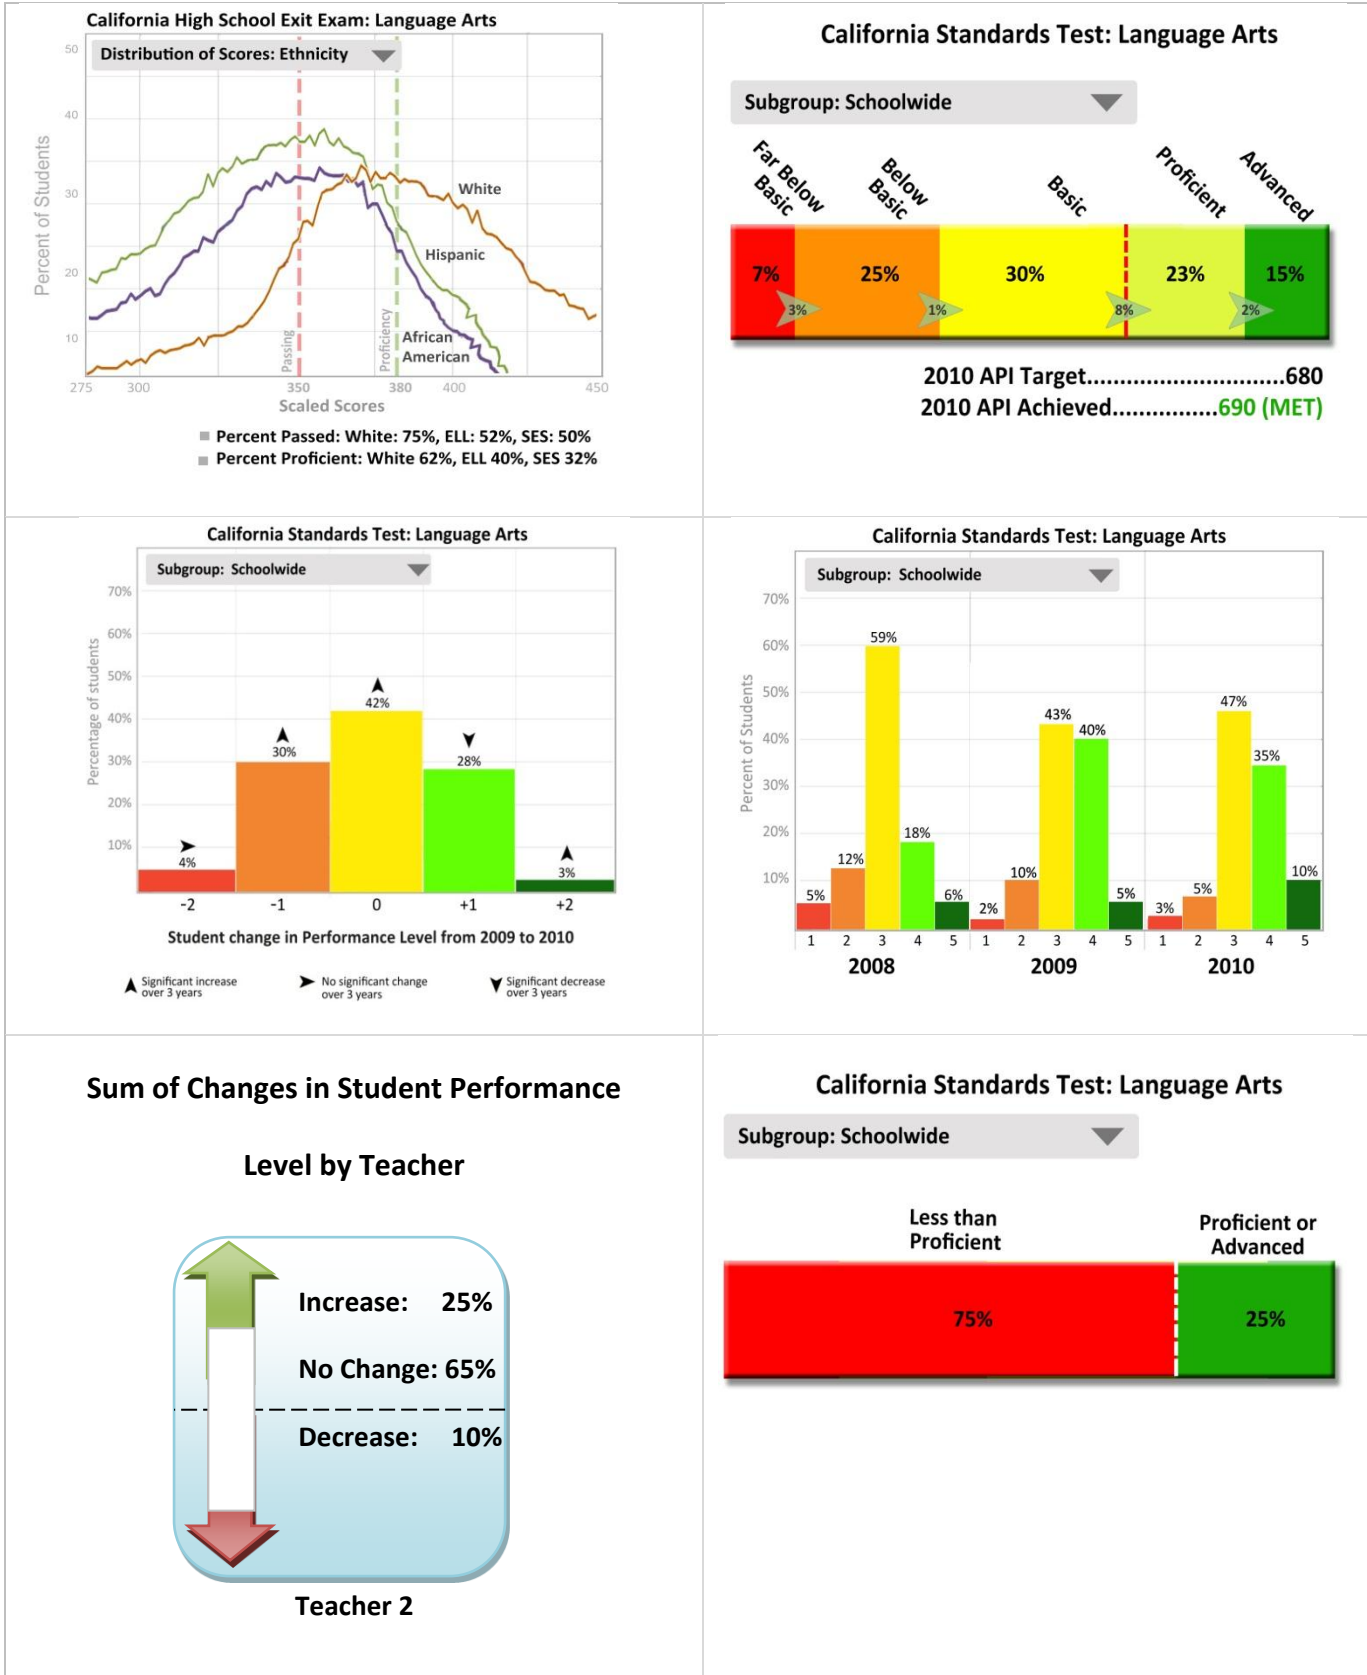 California High School Exit Exam: Language Arts
Distribution of Scores: Ethnicity
Percent of Students
50
40
30
20
10
White
Hispanic
African
American
Passing
Proficiency
275 300 350 380 400 450
Scaled Scores
Percent Passed: White: 75%, ELL: 52%, SES: 50%
Percent Proficient: White 62%, ELL 40%, SES 32%
California Standards Test: Language Arts
Subgroup: Schoolwide
Far Below
Basic
Below
Basic
Basic
Proficient
Advanced
7% 25% 30% 23% 15%
3% 1% 8% 2%
2010 API Target..............................680
2010 API Achieved................690 (MET)
California Standards Test: Language Arts
Subgroup: Schoolwide
Percentage of students
70%
60%
50%
40%
30%
20%
10%
4%
30%
42%
28%
3%
-2 -1 0 +1 +2
Student change in Performance Level from 2009 to 2010
Significant increase
over 3 years
No significant change
over 3 years
Significant decrease
over 3 years
California Standards Test: Language Arts
Subgroup: Schoolwide
Percent of Students
70%
60%
50%
40%
30%
20%
10%
5% 12% 59% 18% 6% 2% 10% 43% 40% 5% 3% 5% 47% 35% 10%
1 2 3 4 5 1 2 3 4 5 1 2 3 4 5
2008 2009 2010
Sum of Changes in Student Performance
Level by Teacher
Increase: 25%
No Change: 65%
Decrease: 10%
Teacher 2
California Standards Test: Language Arts
Subgroup: Schoolwide
Less than
Proficient
Proficient or
Advanced
75% 25%